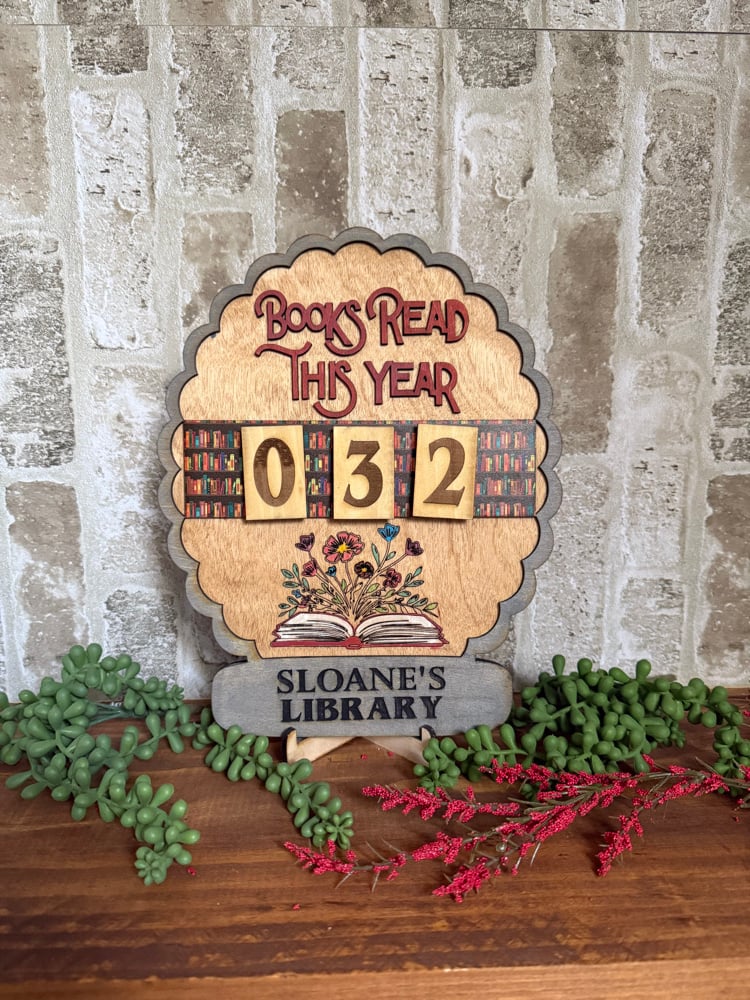 BOOKS READ
THIS YEAR
032
SLOANE'S
LIBRARY